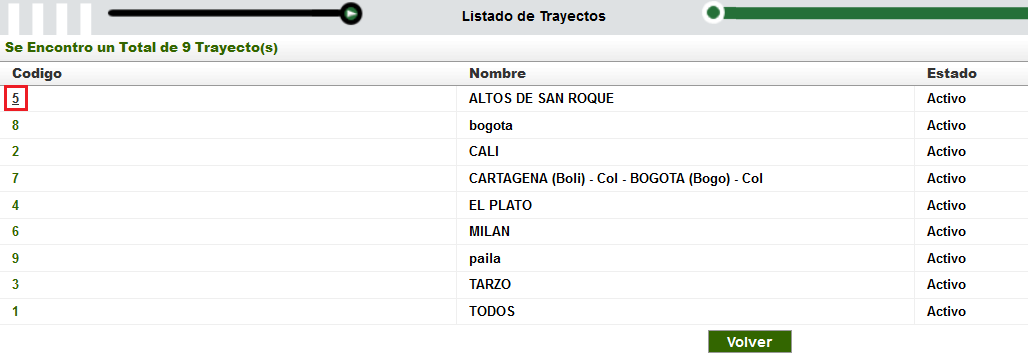 Listado de Trayectos
Se Encontro un Total de 9 Trayecto(s)
Codigo Nombre Estado
5 ALTOS DE SAN ROQUE Activo
8 bogota Activo
2 CALI Activo
7 CARTAGENA (Boli) - Col - BOGOTA (Bogo) - Col Activo
4 EL PLATO Activo
6 MILAN Activo
9 paila Activo
3 TARZO Activo
1 TODOS Activo
Volver